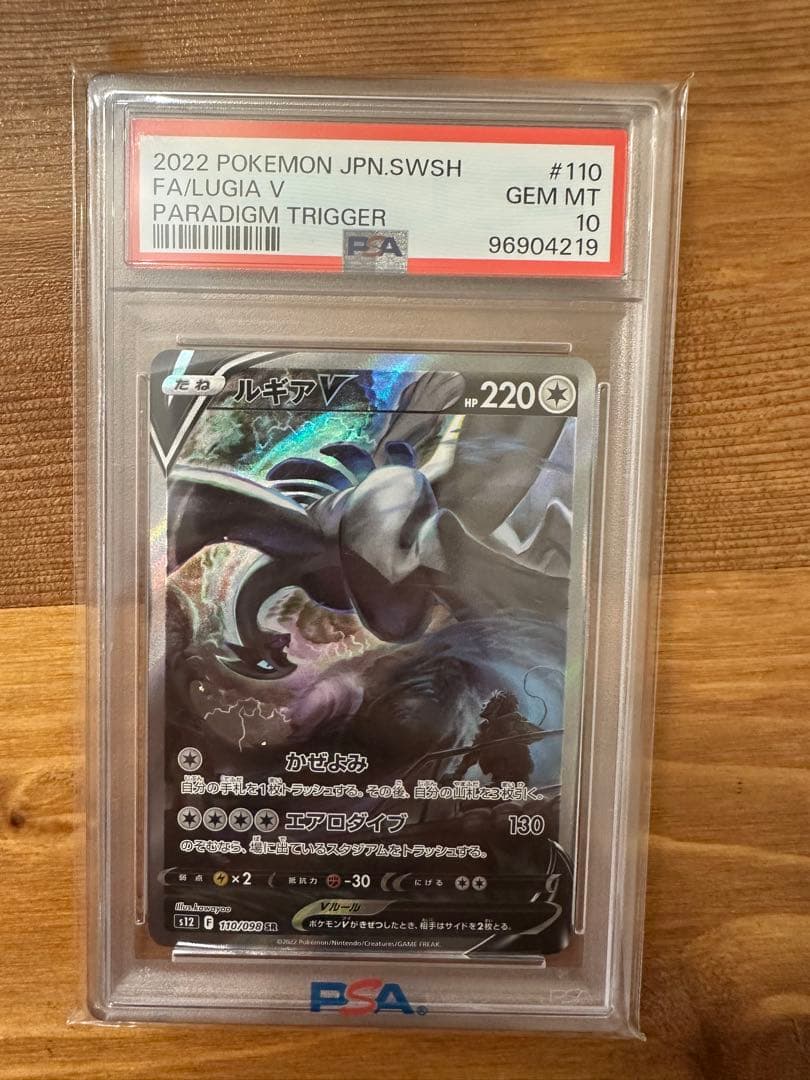 2022 POKEMON JPN.SWSH #110
FA/LUGIA V GEM MT
PARADIGM TRIGGER 10
PSA 96904219
たね ルギアV HP 220
かぜよみ
自分の手札を1枚トラッシュする。その後、自分の山札を3枚引く。
エアロダイブ 130
のぞむなら、場に出ているスタジアムをトラッシュする。
弱点 ×2 抵抗力 -30 にげる
Illus.kawayoo Vルール
s12 F 110/098 SR ポケモンVがきぜつしたとき、相手はサイドを2枚とる。
©2022 Pokémon/Nintendo/Creatures/GAME FREAK.
PSA® PSA